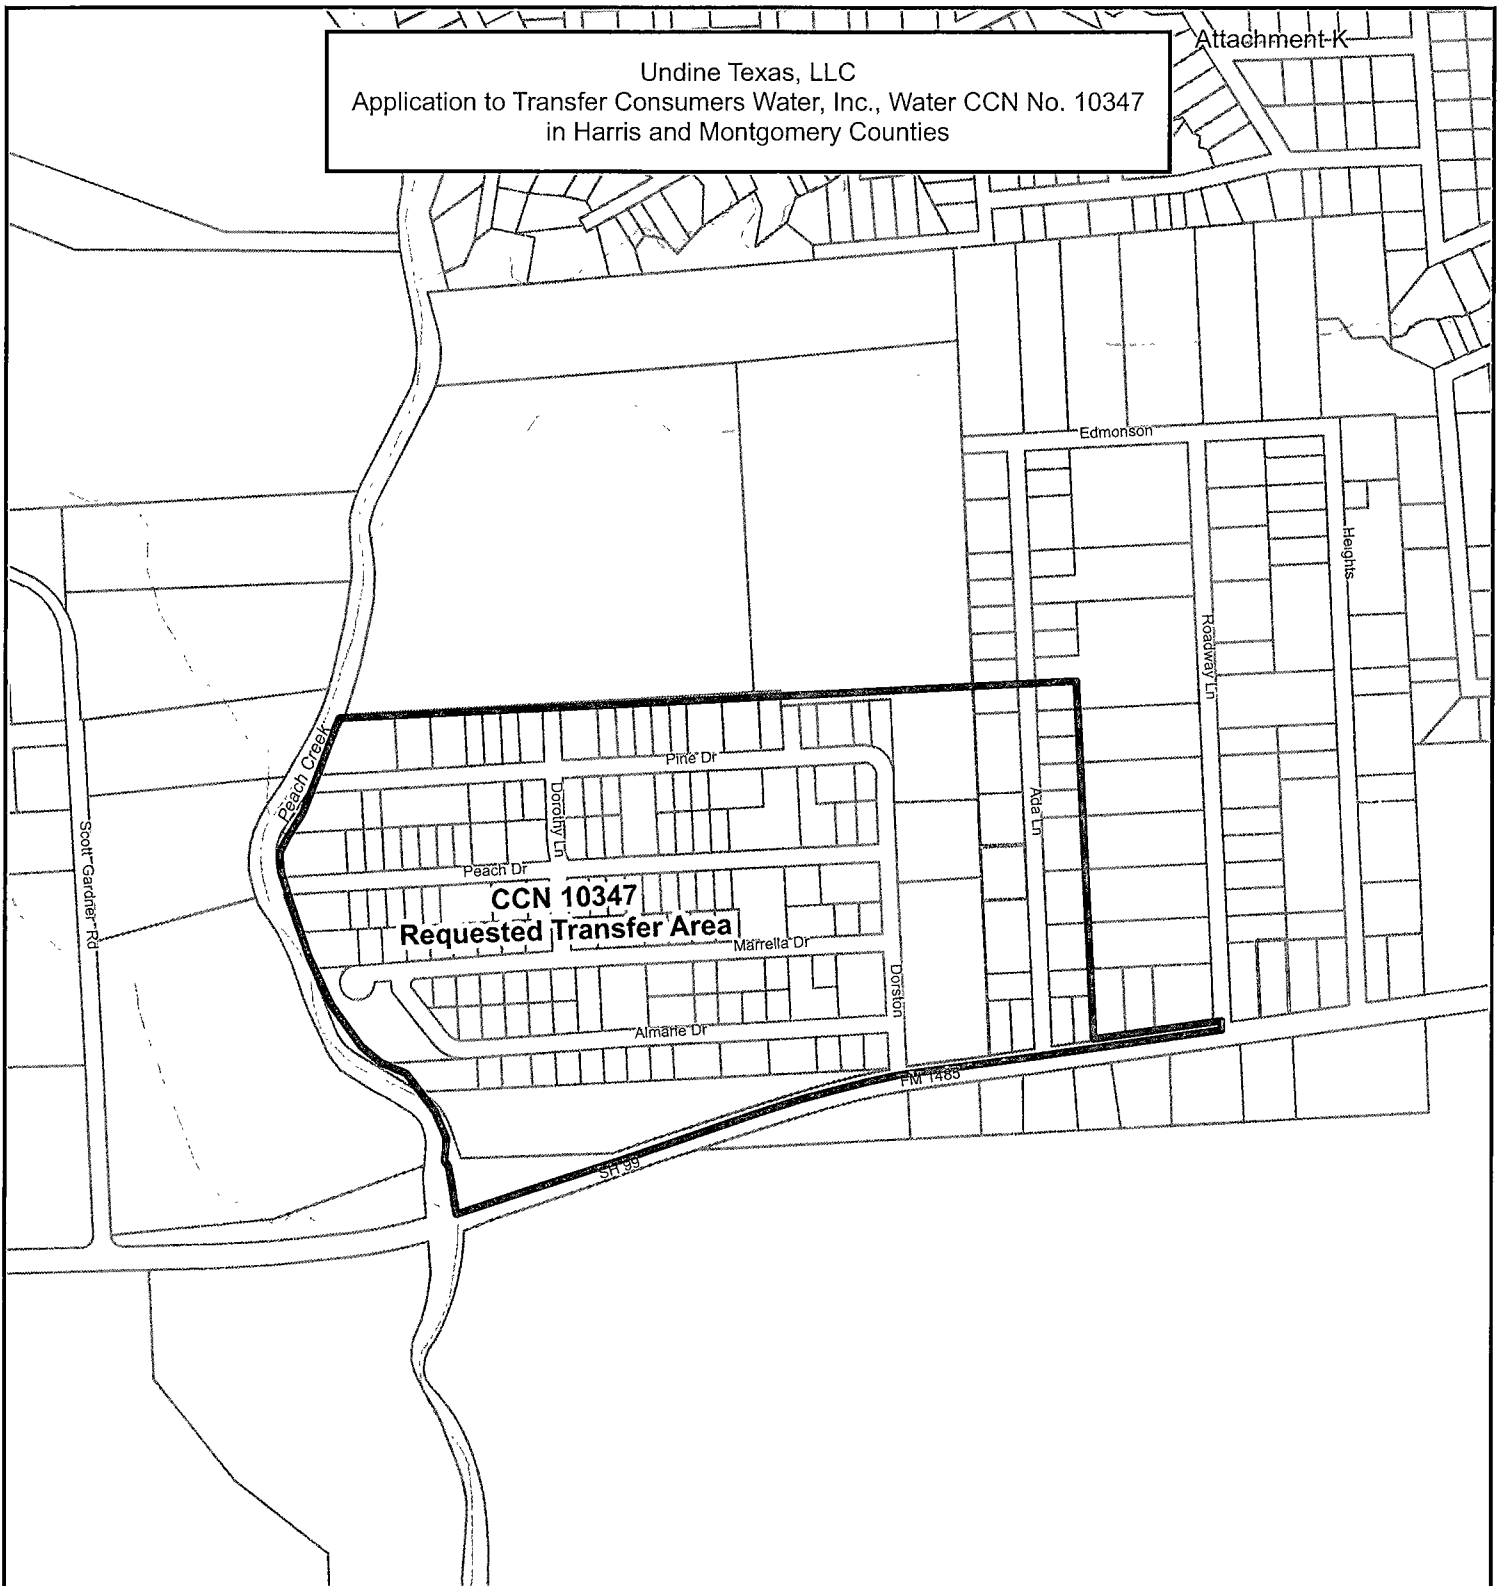 Attachment K
Undine Texas, LLC
Application to Transfer Consumers Water, Inc., Water CCN No. 10347
in Harris and Montgomery Counties
Edmonson
Heights
Roadway Ln
Peach Creek
Pine Dr
Dorothy Ln
Ada Ln
Scott Gardner Rd
Peach Dr
CCN 10347
Requested Transfer Area
Marrella Dr
Dorston
Almarie Dr
FM 1485
SH 99